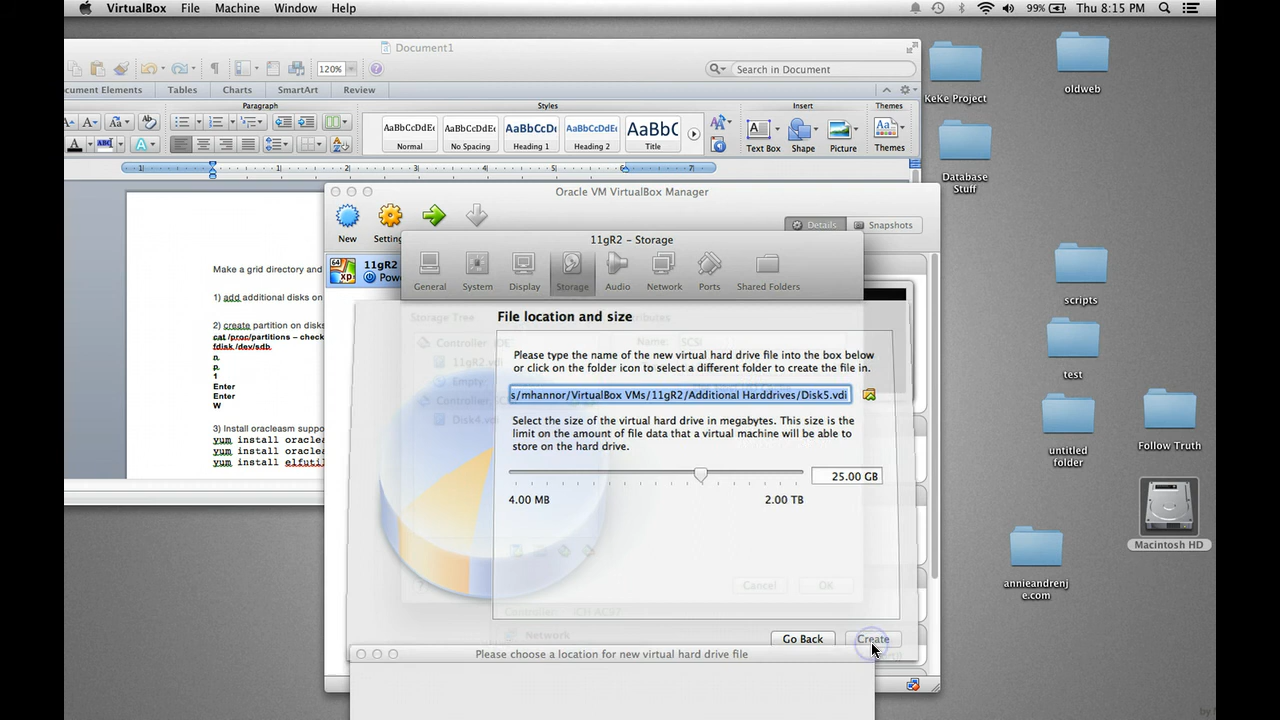 VirtualBox File Machine Window Help 99% Thu 8:15 PM
Document1
120% Search in Document
cument Elements Tables Charts SmartArt Review
Paragraph Styles Insert Themes
AaBbCcDdEe AaBbCcDdEe AaBbCcDd AaBbCcDdEe AaBbC
Normal No Spacing Heading 1 Heading 2 Title Text Box Shape Picture Themes
KeKe Project
oldweb
Database Stuff
scripts
test
untitled folder
Follow Truth
Macintosh HD
annieandrenj e.com
Make a grid directory and
1) add additional disks on
2) create partition on disks
cat /proc/partitions – check
fdisk /dev/sdb
n
p
1
Enter
Enter
W
3) Install oracleasm suppo
yum install oraclea
yum install oraclea
yum install elfutil
Oracle VM VirtualBox Manager
New Setting Details Snapshots
11gR2
Powe
11gR2 – Storage
General System Display Storage Audio Network Ports Shared Folders
Storage Tree
File location and size
Please type the name of the new virtual hard drive file into the box below
or click on the folder icon to select a different folder to create the file in.
s/mhannor/VirtualBox VMs/11gR2/Additional Harddrives/Disk5.vdi
Select the size of the virtual hard drive in megabytes. This size is the
limit on the amount of file data that a virtual machine will be able to
store on the hard drive.
25.00 GB
4.00 MB 2.00 TB
Cancel OK
Network
Go Back Create
Please choose a location for new virtual hard drive file